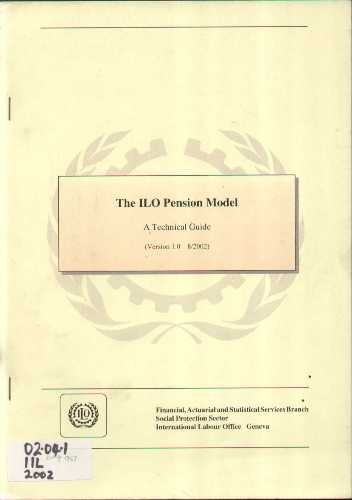 The ILO Pension Model
A Technical Guide
(Version 1.0 8/2002)
Financial, Actuarial and Statistical Services Branch
Social Protection Sector
International Labour Office Geneva
ILO
02·04·1
IIL
2002